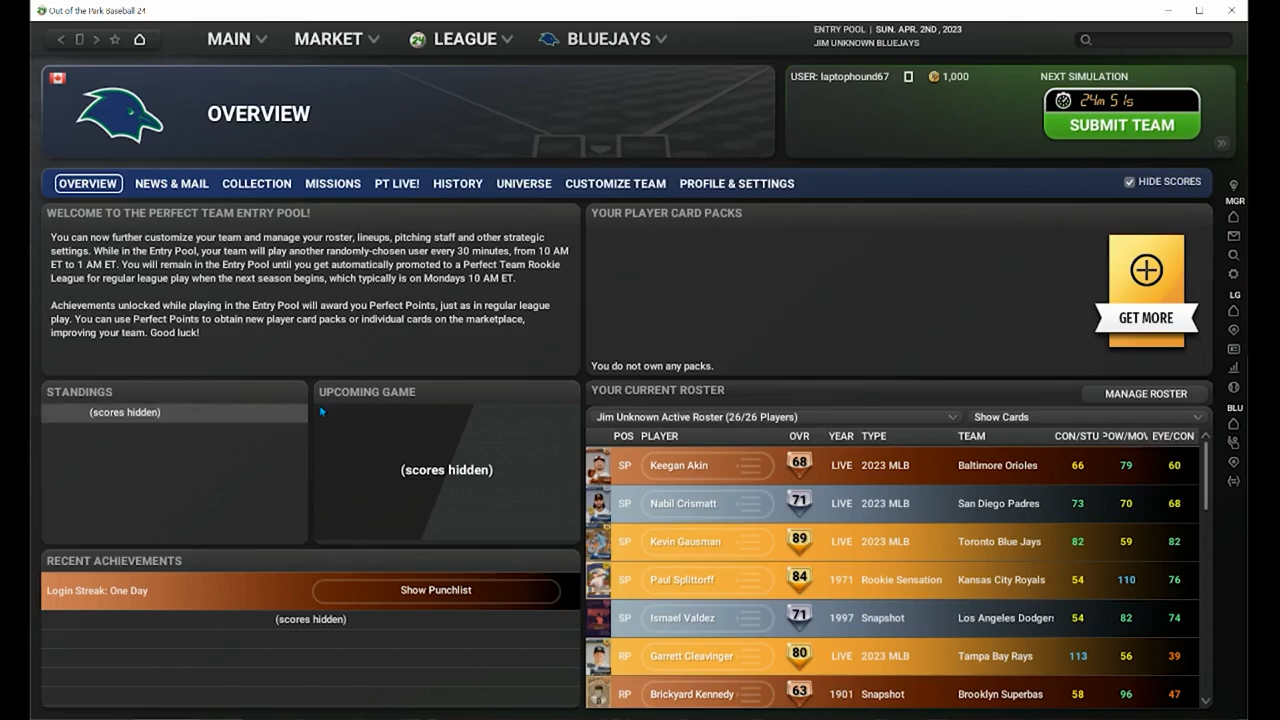 Out of the Park Baseball 24
MAIN
MARKET
24 LEAGUE
BLUEJAYS
ENTRY POOL | SUN. APR. 2ND, 2023
JIM UNKNOWN BLUEJAYS
OVERVIEW
USER: laptophound67
1,000
NEXT SIMULATION
24m 51s
SUBMIT TEAM
OVERVIEW
NEWS & MAIL
COLLECTION
MISSIONS
PT LIVE!
HISTORY
UNIVERSE
CUSTOMIZE TEAM
PROFILE & SETTINGS
HIDE SCORES
WELCOME TO THE PERFECT TEAM ENTRY POOL!
You can now further customize your team and manage your roster, lineups, pitching staff and other strategic
settings. While in the Entry Pool, your team will play another randomly-chosen user every 30 minutes, from 10 AM
ET to 1 AM ET. You will remain in the Entry Pool until you get automatically promoted to a Perfect Team Rookie
League for regular league play when the next season begins, which typically is on Mondays 10 AM ET.
Achievements unlocked while playing in the Entry Pool will award you Perfect Points, just as in regular league
play. You can use Perfect Points to obtain new player card packs or individual cards on the marketplace,
improving your team. Good luck!
YOUR PLAYER CARD PACKS
GET MORE
You do not own any packs.
STANDINGS
(scores hidden)
UPCOMING GAME
(scores hidden)
RECENT ACHIEVEMENTS
Login Streak: One Day
Show Punchlist
(scores hidden)
YOUR CURRENT ROSTER
MANAGE ROSTER
Jim Unknown Active Roster (26/26 Players)
Show Cards
POS PLAYER OVR YEAR TYPE TEAM CON/STU POW/MOV EYE/CON
SP Keegan Akin 68 LIVE 2023 MLB Baltimore Orioles 66 79 60
SP Nabil Crismatt 71 LIVE 2023 MLB San Diego Padres 73 70 68
SP Kevin Gausman 89 LIVE 2023 MLB Toronto Blue Jays 82 59 82
SP Paul Splittorff 84 1971 Rookie Sensation Kansas City Royals 54 110 76
SP Ismael Valdez 71 1997 Snapshot Los Angeles Dodgers 54 82 74
RP Garrett Cleavinger 80 LIVE 2023 MLB Tampa Bay Rays 113 56 39
RP Brickyard Kennedy 63 1901 Snapshot Brooklyn Superbas 58 96 47
MGR
LG
BLU